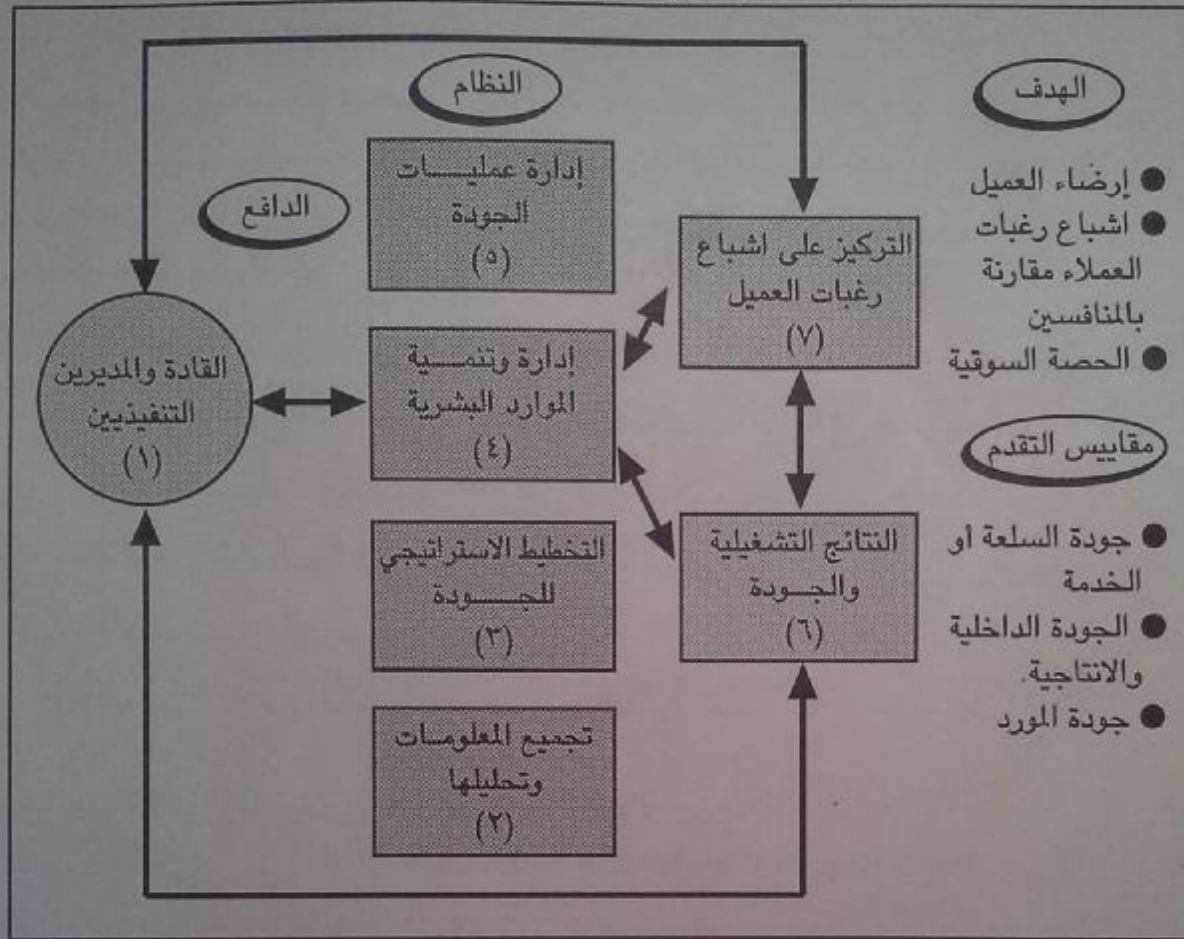 النظام
الهدف
الدافع
إدارة عمليات
الجودة
(٥)
إرضاء العميل
اشباع رغبات
العملاء مقارنة
بالمنافسين
الحصة السوقية
التركيز على اشباع
رغبات العميل
(٧)
القادة والمديرين
التنفيذيين
(١)
إدارة وتنمية
الموارد البشرية
(٤)
مقاييس التقدم
التخطيط الاستراتيجي
للجودة
(٣)
النتائج التشغيلية
والجودة
(٦)
جودة السلعة أو
الخدمة
الجودة الداخلية
والانتاجية.
جودة المورد
تجميع المعلومات
وتحليلها
(٢)